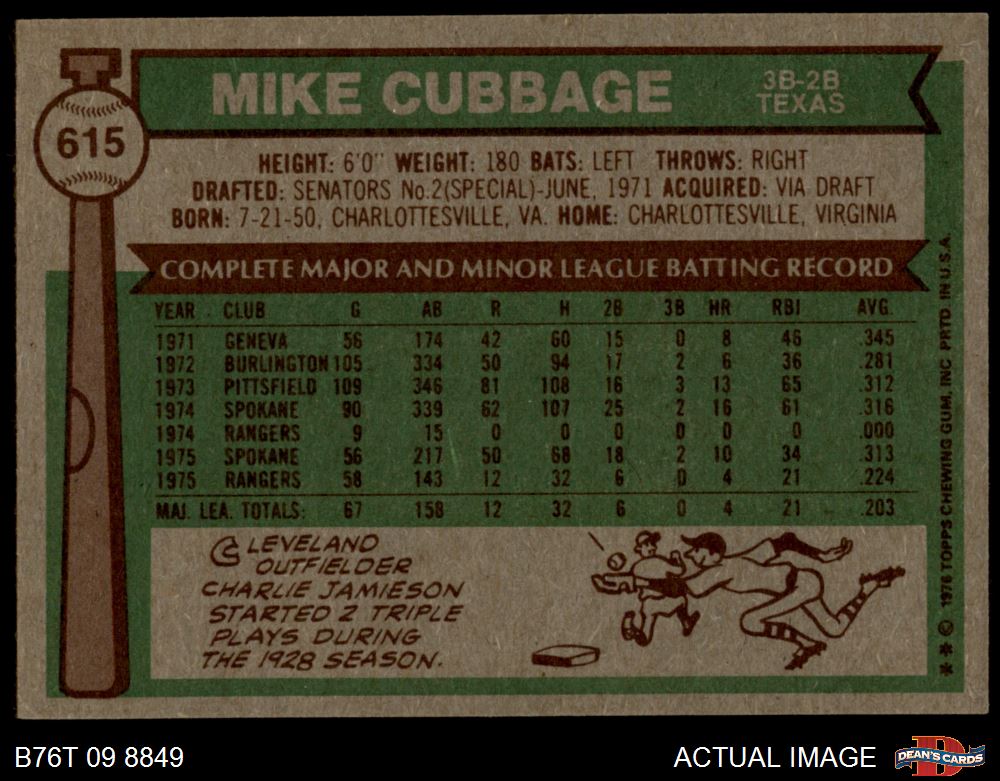 615
MIKE CUBBAGE
3B-2B
TEXAS
HEIGHT: 6'0" WEIGHT: 180 BATS: LEFT THROWS: RIGHT
DRAFTED: SENATORS No.2(SPECIAL)-JUNE, 1971 ACQUIRED: VIA DRAFT
BORN: 7-21-50, CHARLOTTESVILLE, VA. HOME: CHARLOTTESVILLE, VIRGINIA
COMPLETE MAJOR AND MINOR LEAGUE BATTING RECORD
YEAR CLUB G AB R H 2B 3B HR RBI AVG.
1971 GENEVA 56 174 42 60 15 0 8 46 .345
1972 BURLINGTON 105 334 50 94 17 2 6 36 .281
1973 PITTSFIELD 109 346 81 108 16 3 13 65 .312
1974 SPOKANE 90 339 62 107 25 2 16 61 .316
1974 RANGERS 9 15 0 0 0 0 0 0 .000
1975 SPOKANE 56 217 50 68 18 2 10 34 .313
1975 RANGERS 58 143 12 32 6 0 4 21 .224
MAJ. LEA. TOTALS: 67 158 12 32 6 0 4 21 .203
CLEVELAND
OUTFIELDER
CHARLIE JAMIESON
STARTED 2 TRIPLE
PLAYS DURING
THE 1928 SEASON.
** © 1976 TOPPS CHEWING GUM, INC. PRTD. IN U.S.A.
B76T 09 8849
ACTUAL IMAGE
D
DEAN'S CARDS